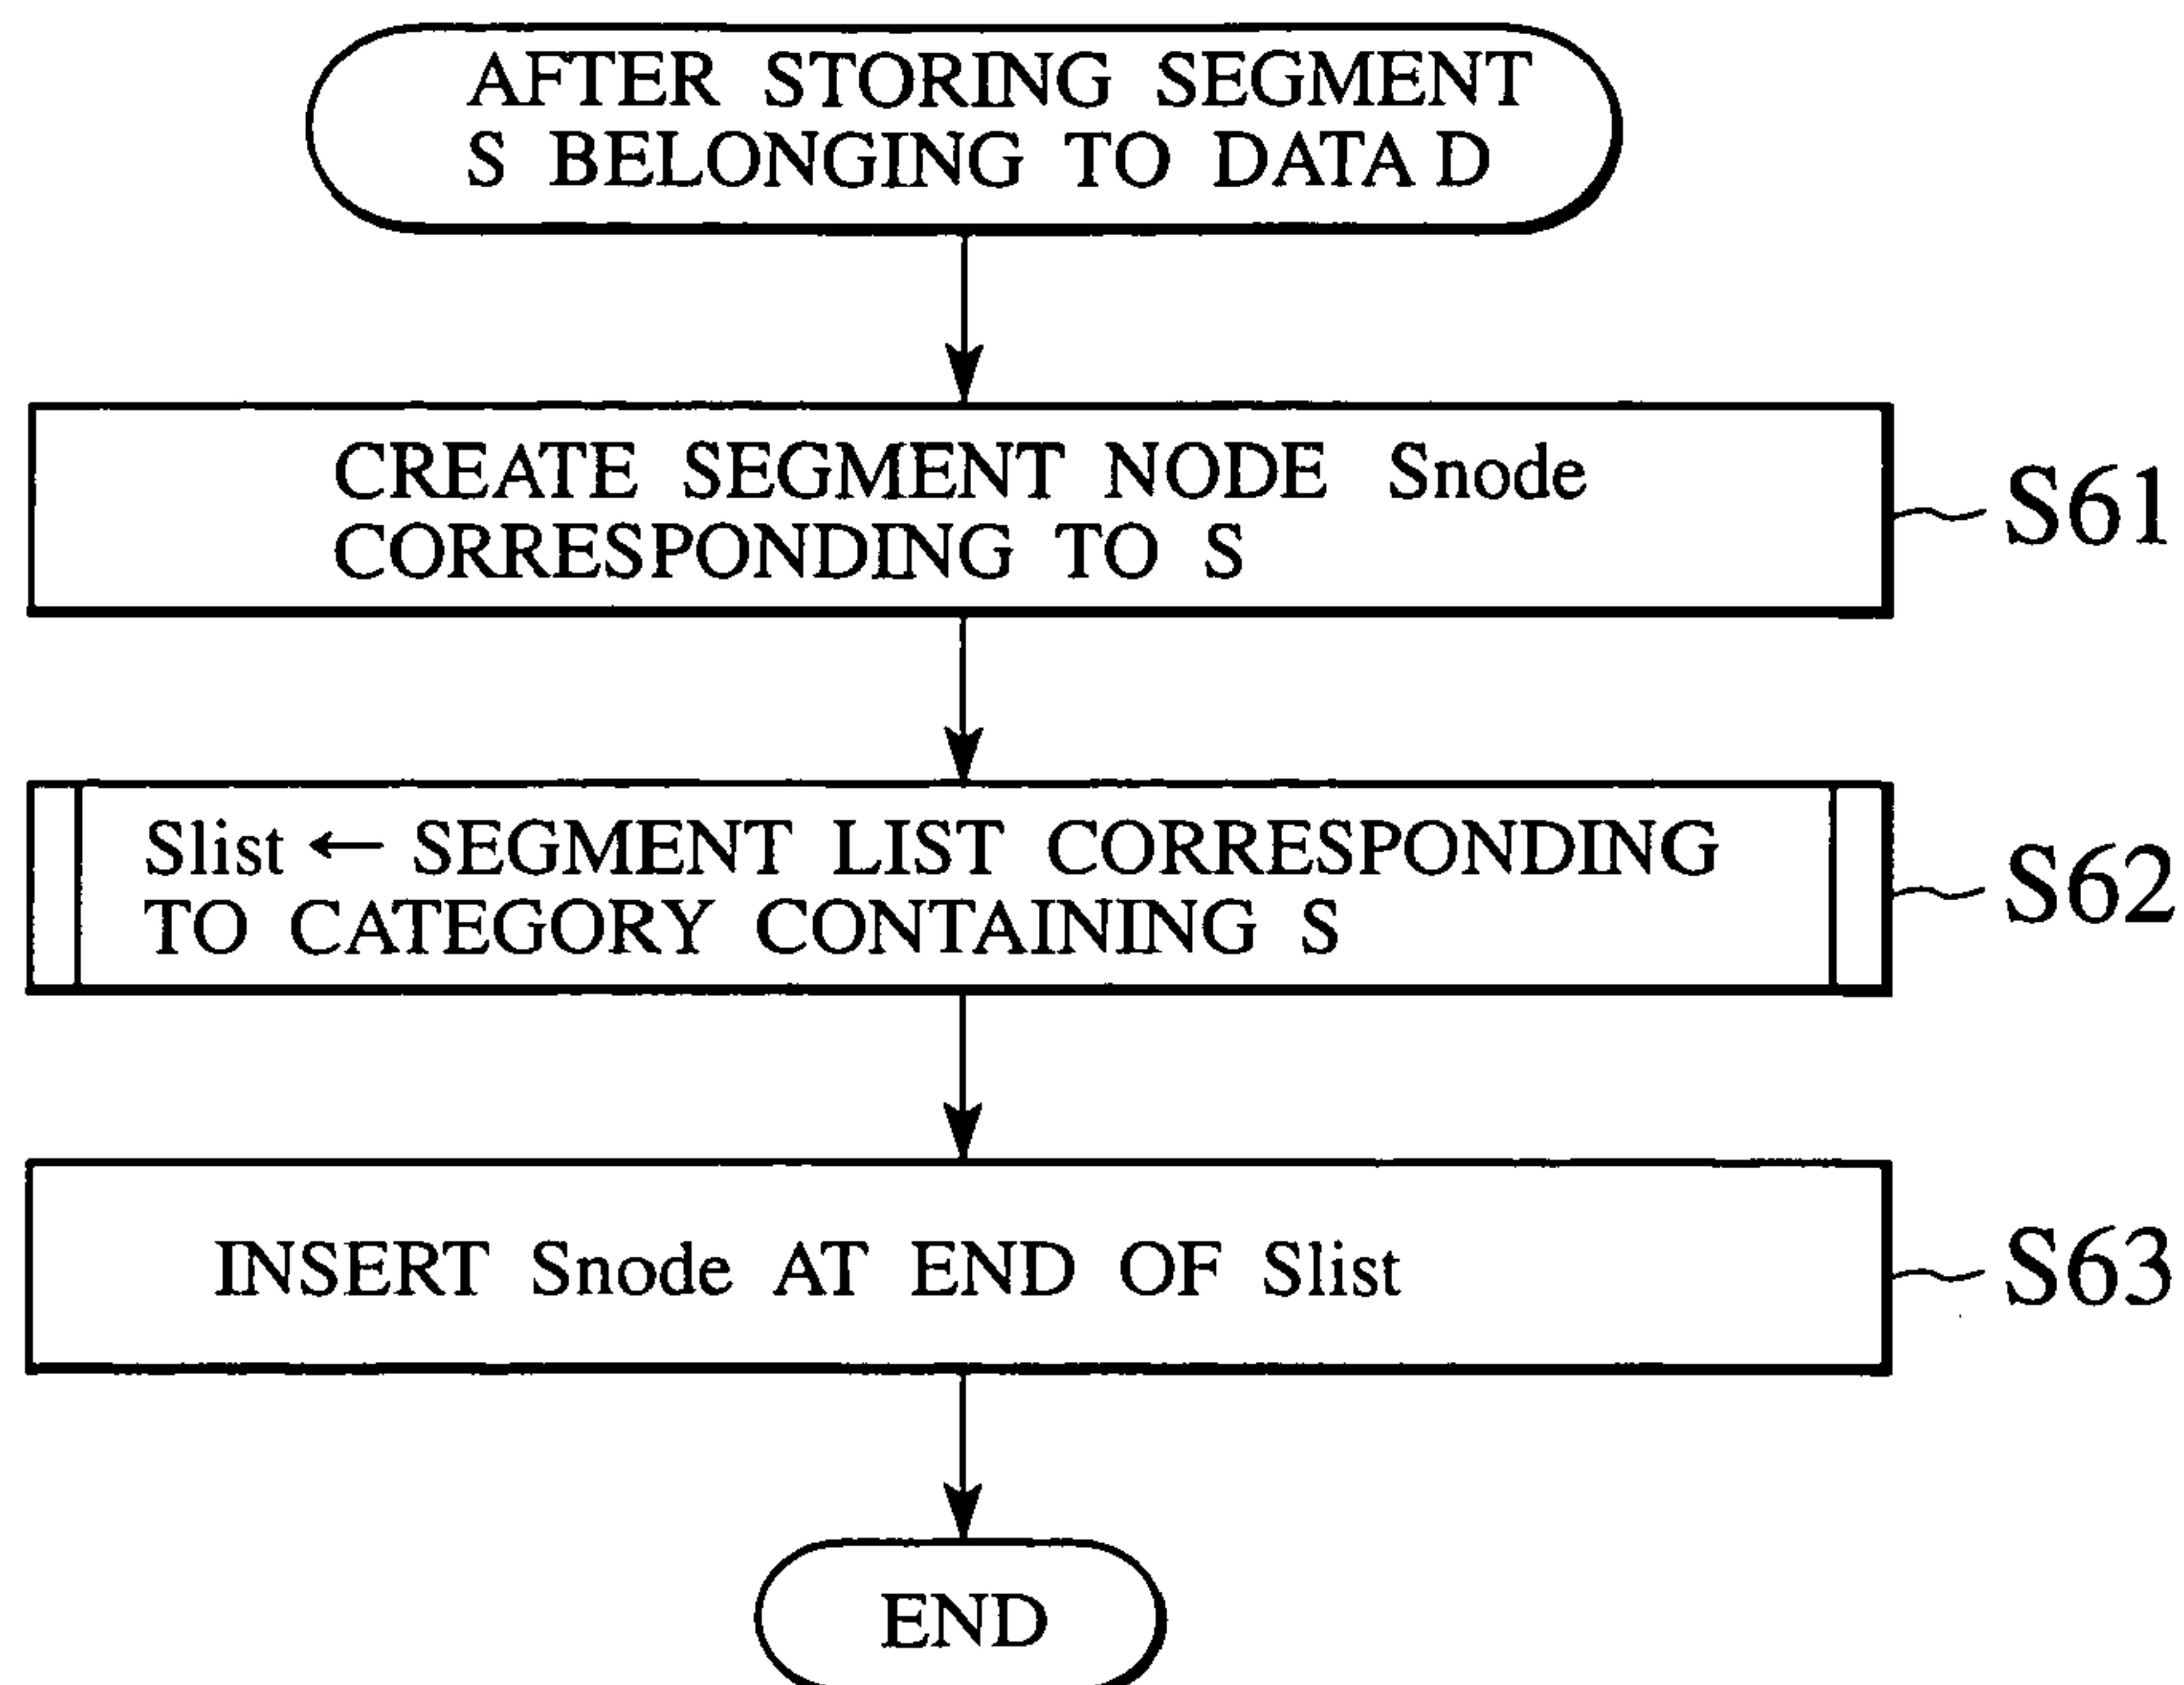 AFTER STORING SEGMENT
S BELONGING TO DATA D
CREATE SEGMENT NODE Snode
CORRESPONDING TO S
S61
Slist ← SEGMENT LIST CORRESPONDING
TO CATEGORY CONTAINING S
S62
INSERT Snode AT END OF Slist
S63
END